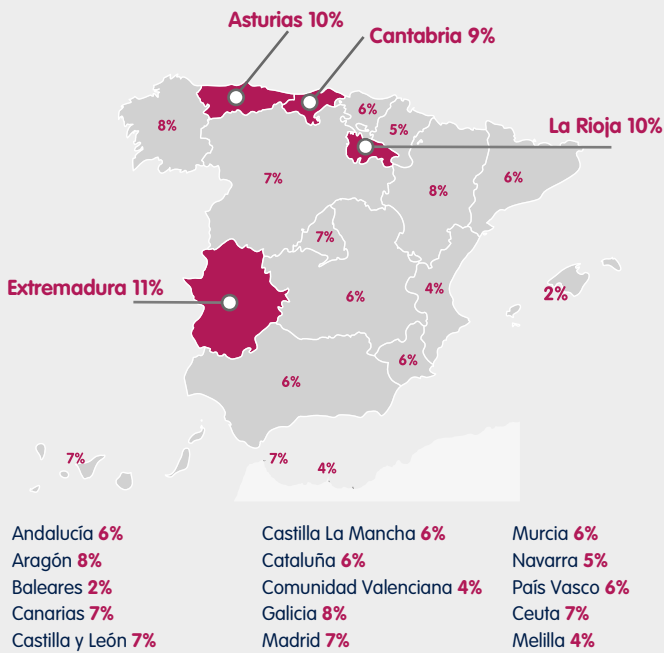 Asturias 10%
Cantabria 9%
6%
8%
5%
La Rioja 10%
7%
8%
6%
7%
Extremadura 11%
6%
4%
2%
6%
6%
7%
7%
4%
Andalucía 6%
Aragón 8%
Baleares 2%
Canarias 7%
Castilla y León 7%
Castilla La Mancha 6%
Cataluña 6%
Comunidad Valenciana 4%
Galicia 8%
Madrid 7%
Murcia 6%
Navarra 5%
País Vasco 6%
Ceuta 7%
Melilla 4%